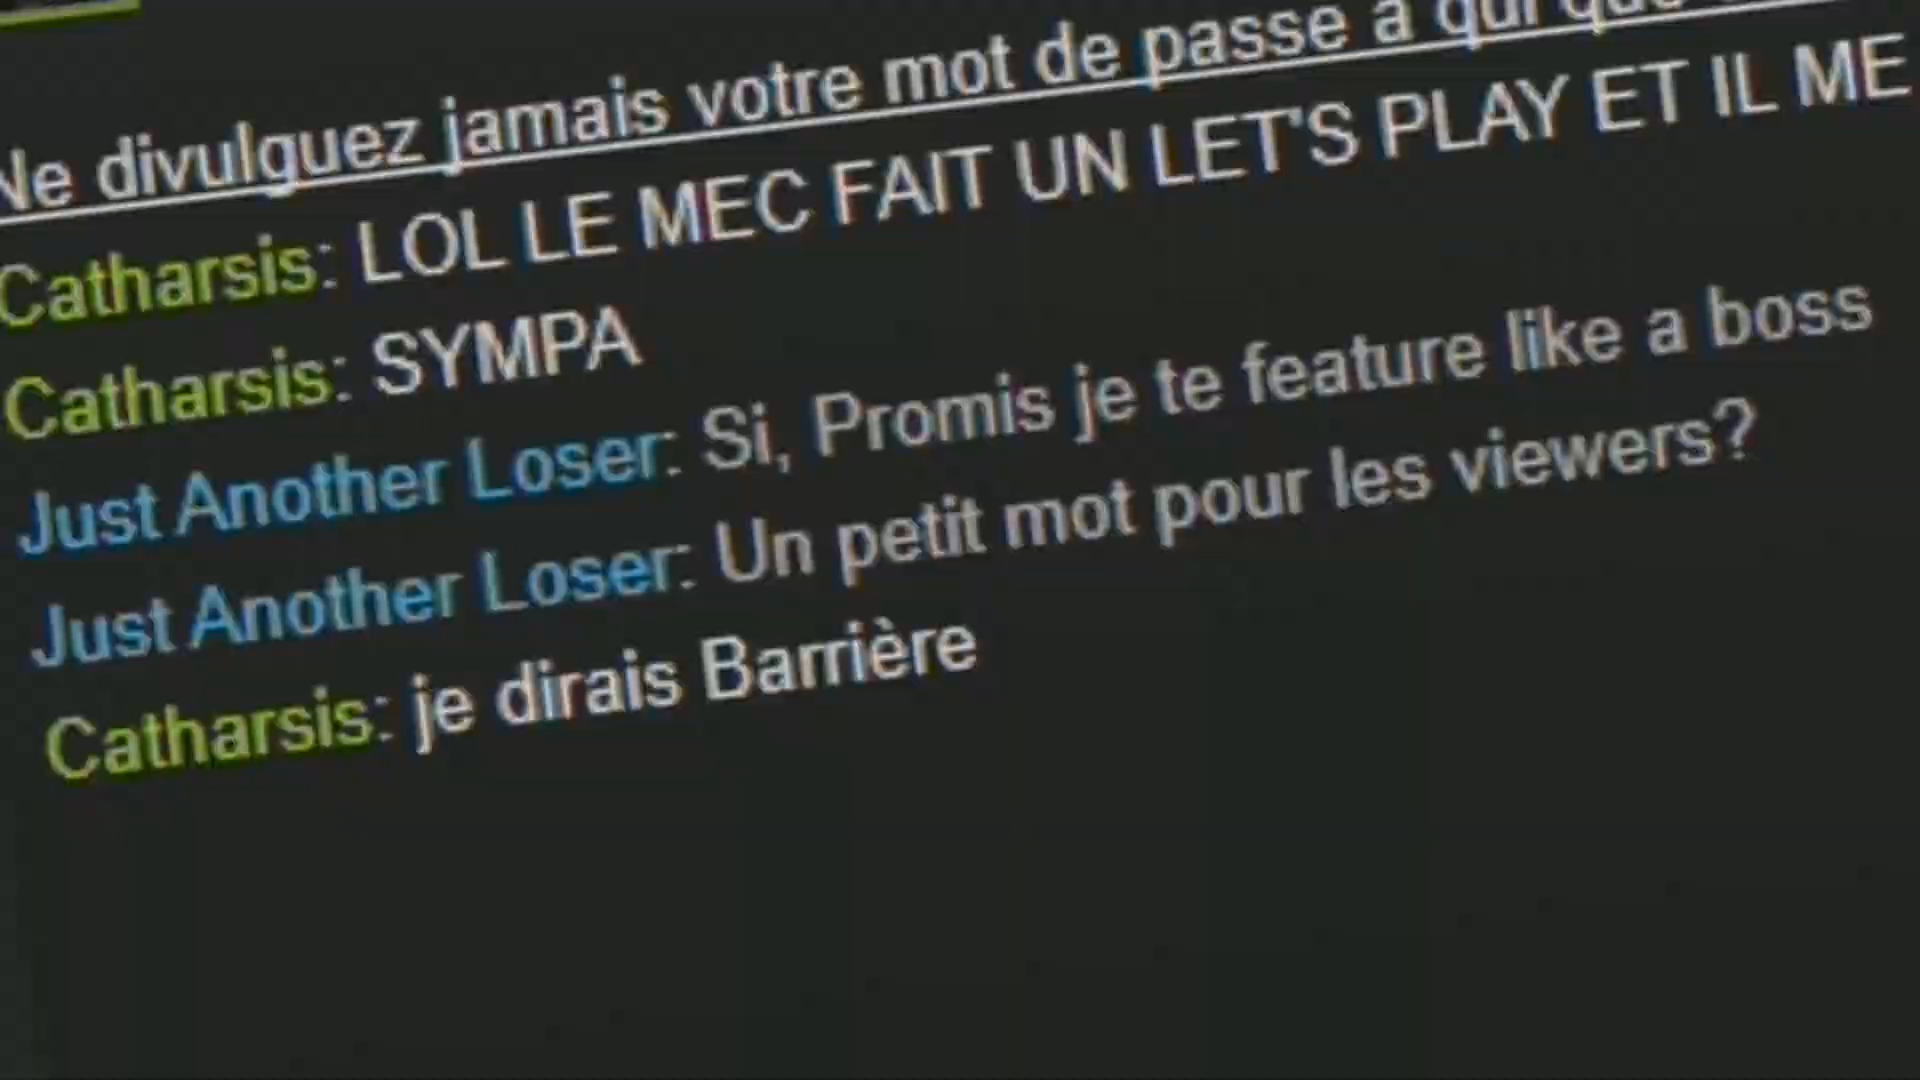 Ne divulguez jamais votre mot de passe à qui que
Catharsis: LOL LE MEC FAIT UN LET'S PLAY ET IL ME
Catharsis: SYMPA
Just Another Loser: Si, Promis je te feature like a boss
Just Another Loser: Un petit mot pour les viewers?
Catharsis: je dirais Barrière